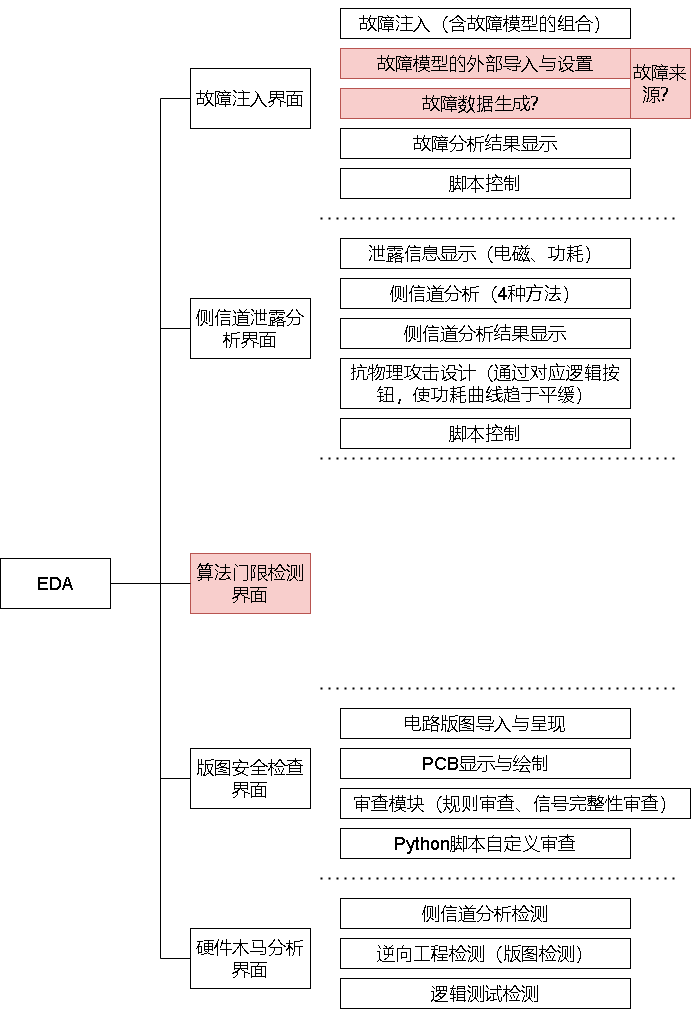 故障注入（含故障模型的组合）
故障模型的外部导入与设置
故障来
源?
故障注入界面
故障数据生成?
故障分析结果显示
脚本控制
泄露信息显示（电磁、功耗）
侧信道分析（4种方法）
侧信道泄露分
析界面
侧信道分析结果显示
抗物理攻击设计（通过对应逻辑按
钮，使功耗曲线趋于平缓）
脚本控制
EDA
算法门限检测
界面
电路版图导入与呈现
版图安全检查
界面
PCB显示与绘制
审查模块（规则审查、信号完整性审查）
Python脚本自定义审查
侧信道分析检测
硬件木马分析
界面
逆向工程检测（版图检测）
逻辑测试检测